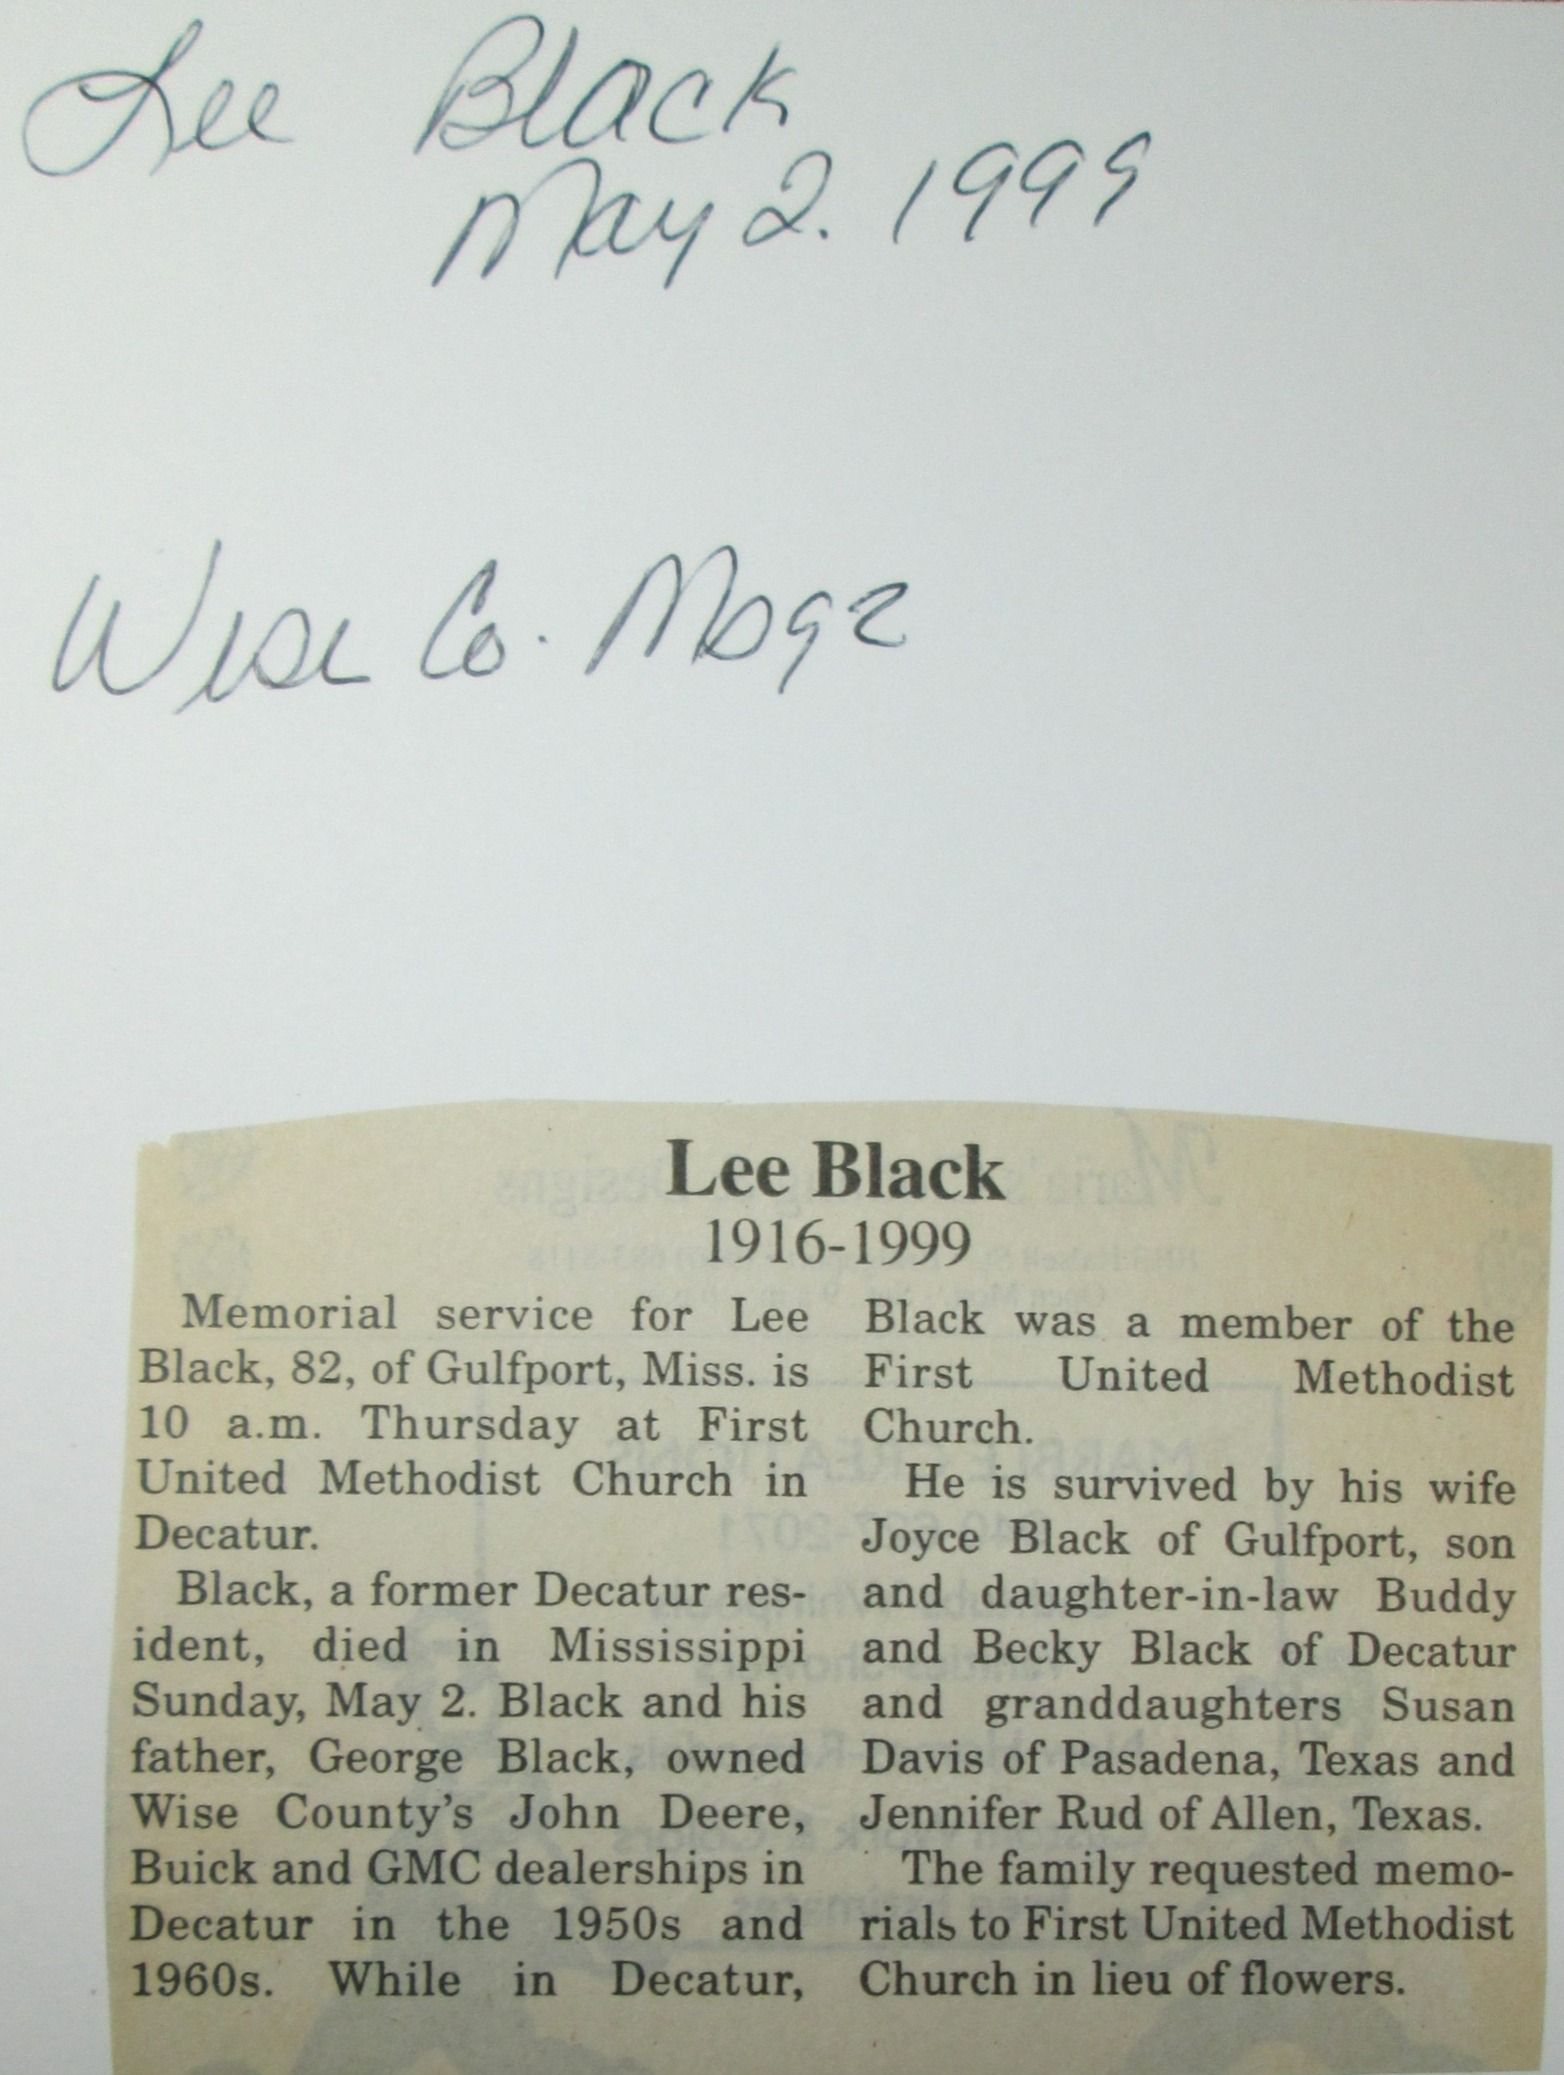 Lee Black
May 2. 1999
Wise Co. Msgr
Lee Black
1916-1999
Memorial service for Lee
Black, 82, of Gulfport, Miss. is
10 a.m. Thursday at First
United Methodist Church in
Decatur.
Black, a former Decatur res-
ident, died in Mississippi
Sunday, May 2. Black and his
father, George Black, owned
Wise County's John Deere,
Buick and GMC dealerships in
Decatur in the 1950s and
1960s. While in Decatur,
Black was a member of the
First United Methodist
Church.
He is survived by his wife
Joyce Black of Gulfport, son
and daughter-in-law Buddy
and Becky Black of Decatur
and granddaughters Susan
Davis of Pasadena, Texas and
Jennifer Rud of Allen, Texas.
The family requested memo-
rials to First United Methodist
Church in lieu of flowers.